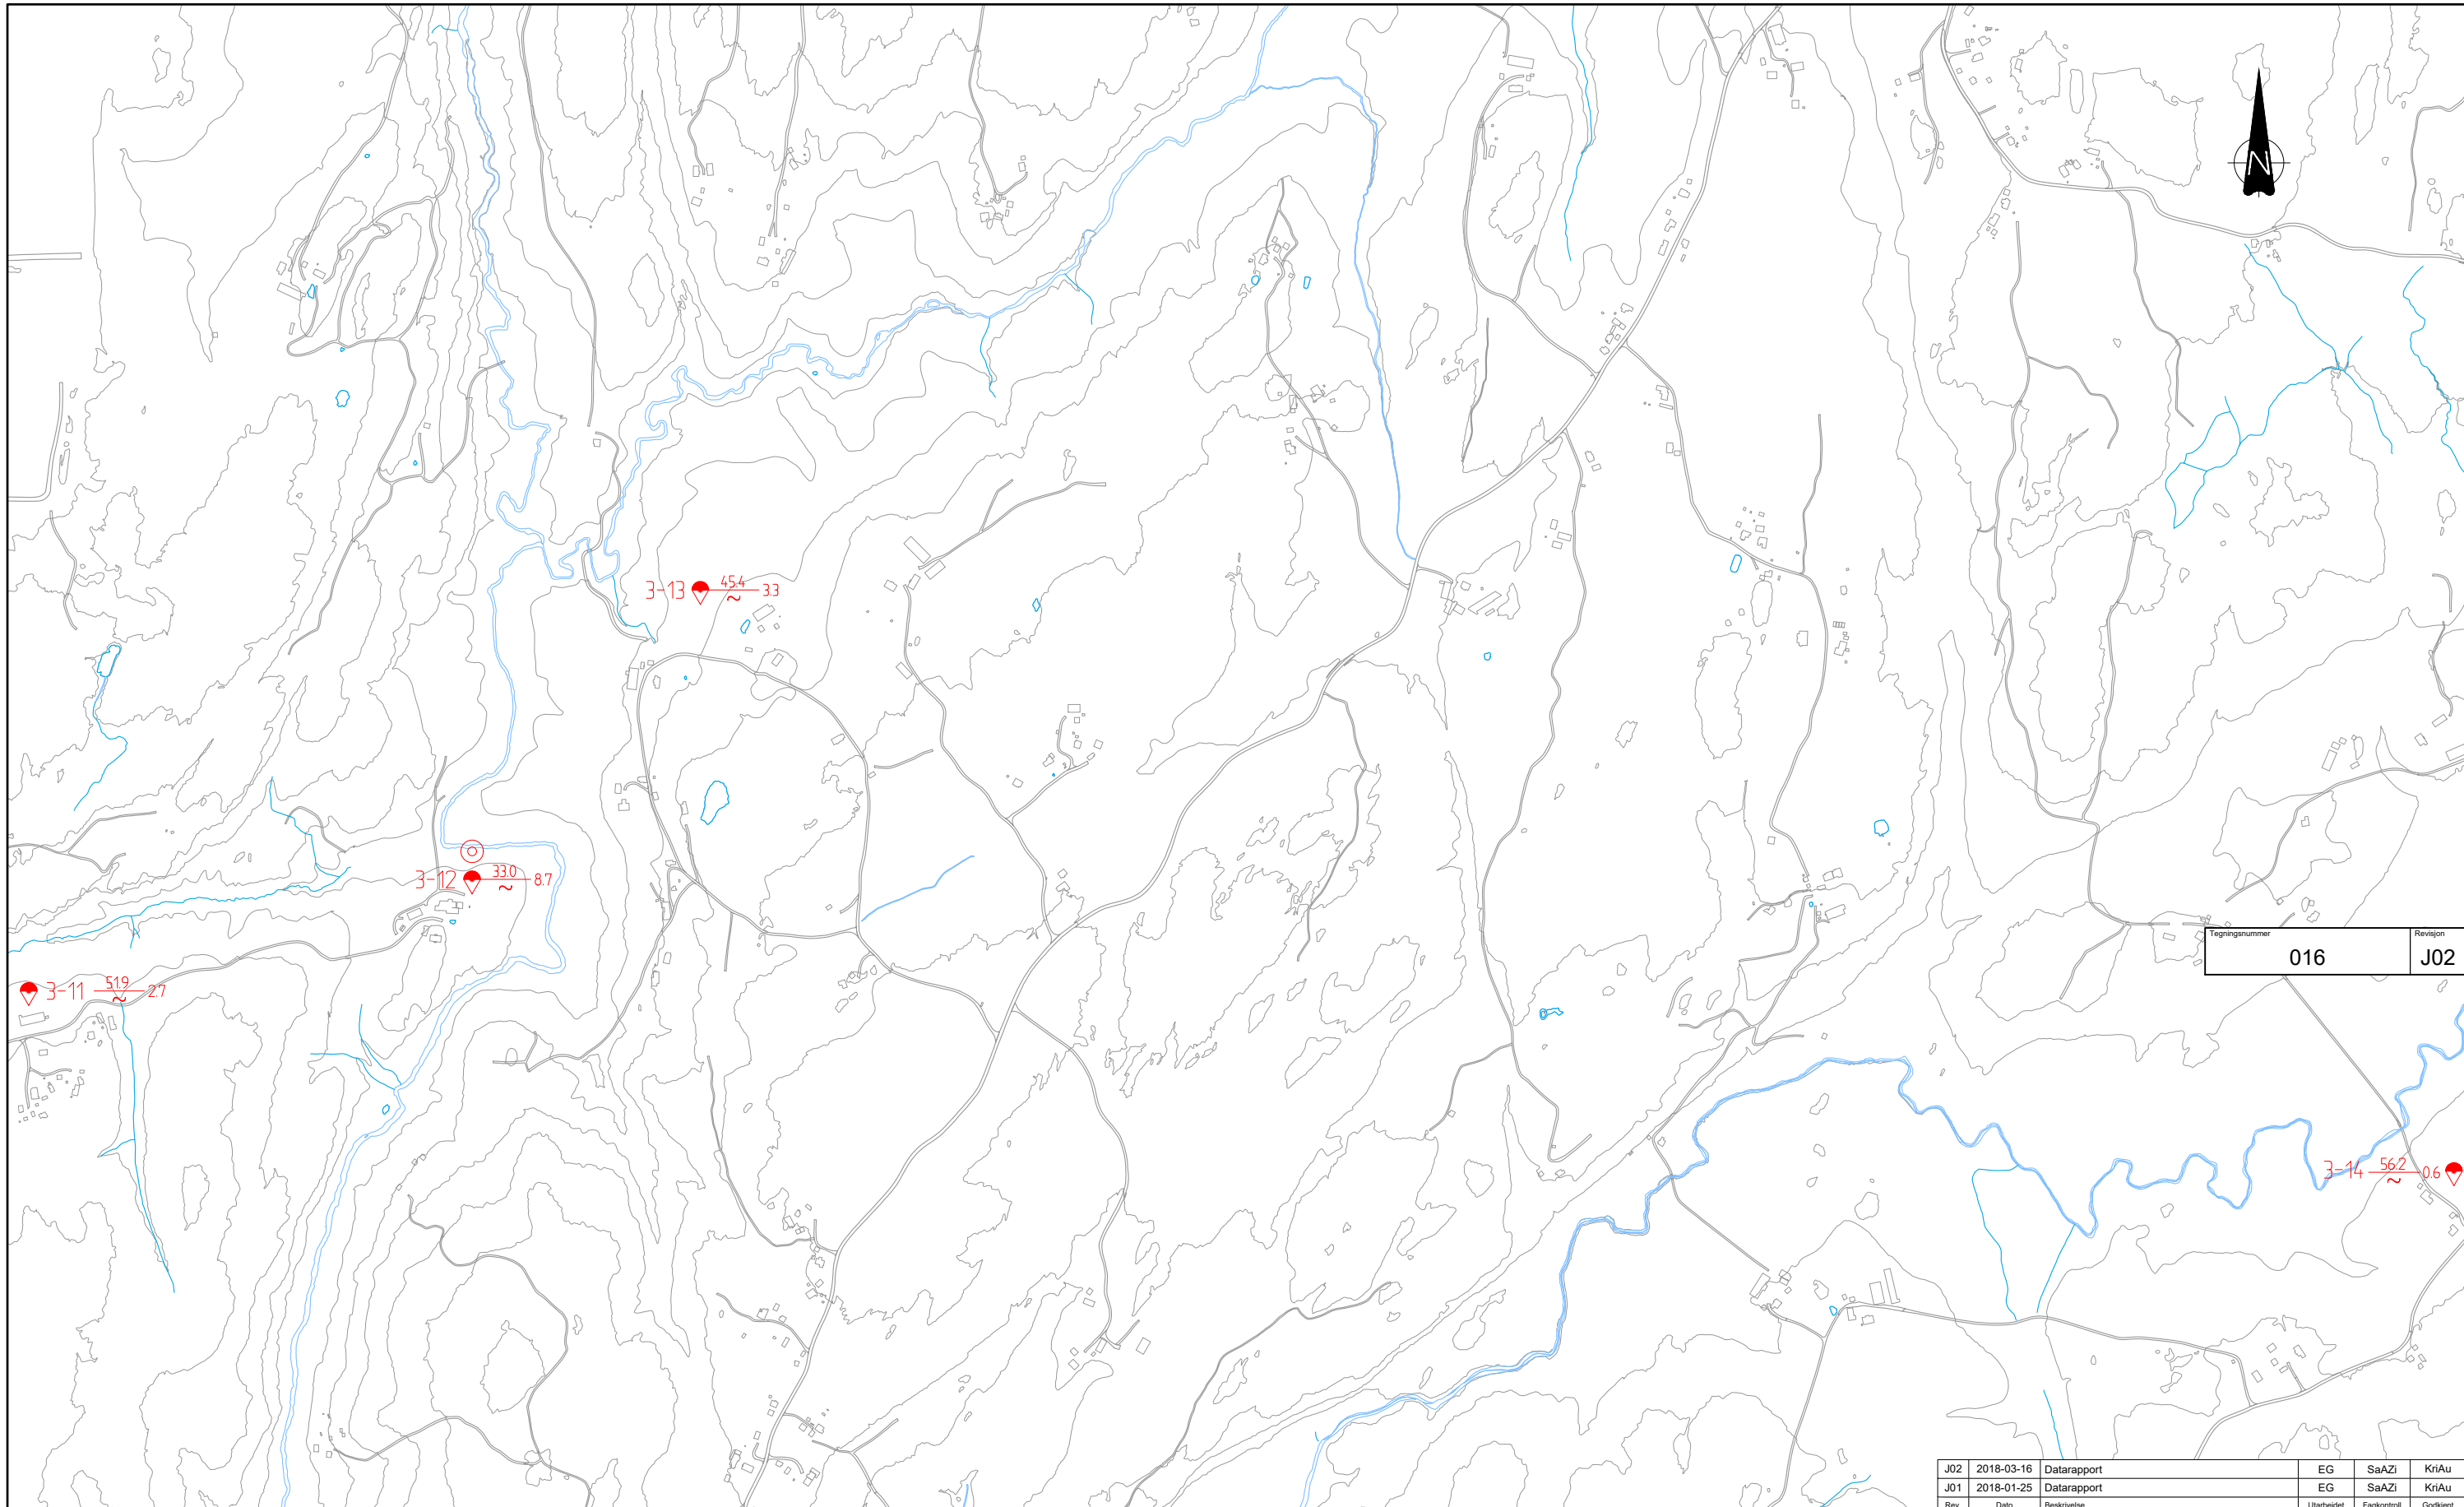 N
3-13 45.4 ~ 3.3
3-12 33.0 ~ 8.7
Tegningsnummer Revisjon
016 J02
3-11 51.9 ~ 2.7
3-14 56.2 ~ 0.6
J02 2018-03-16 Datarapport EG SaAZi KriAu
J01 2018-01-25 Datarapport EG SaAZi KriAu
Rev. Dato Beskrivelse Utarbeidet Fagkontroll Godkjent